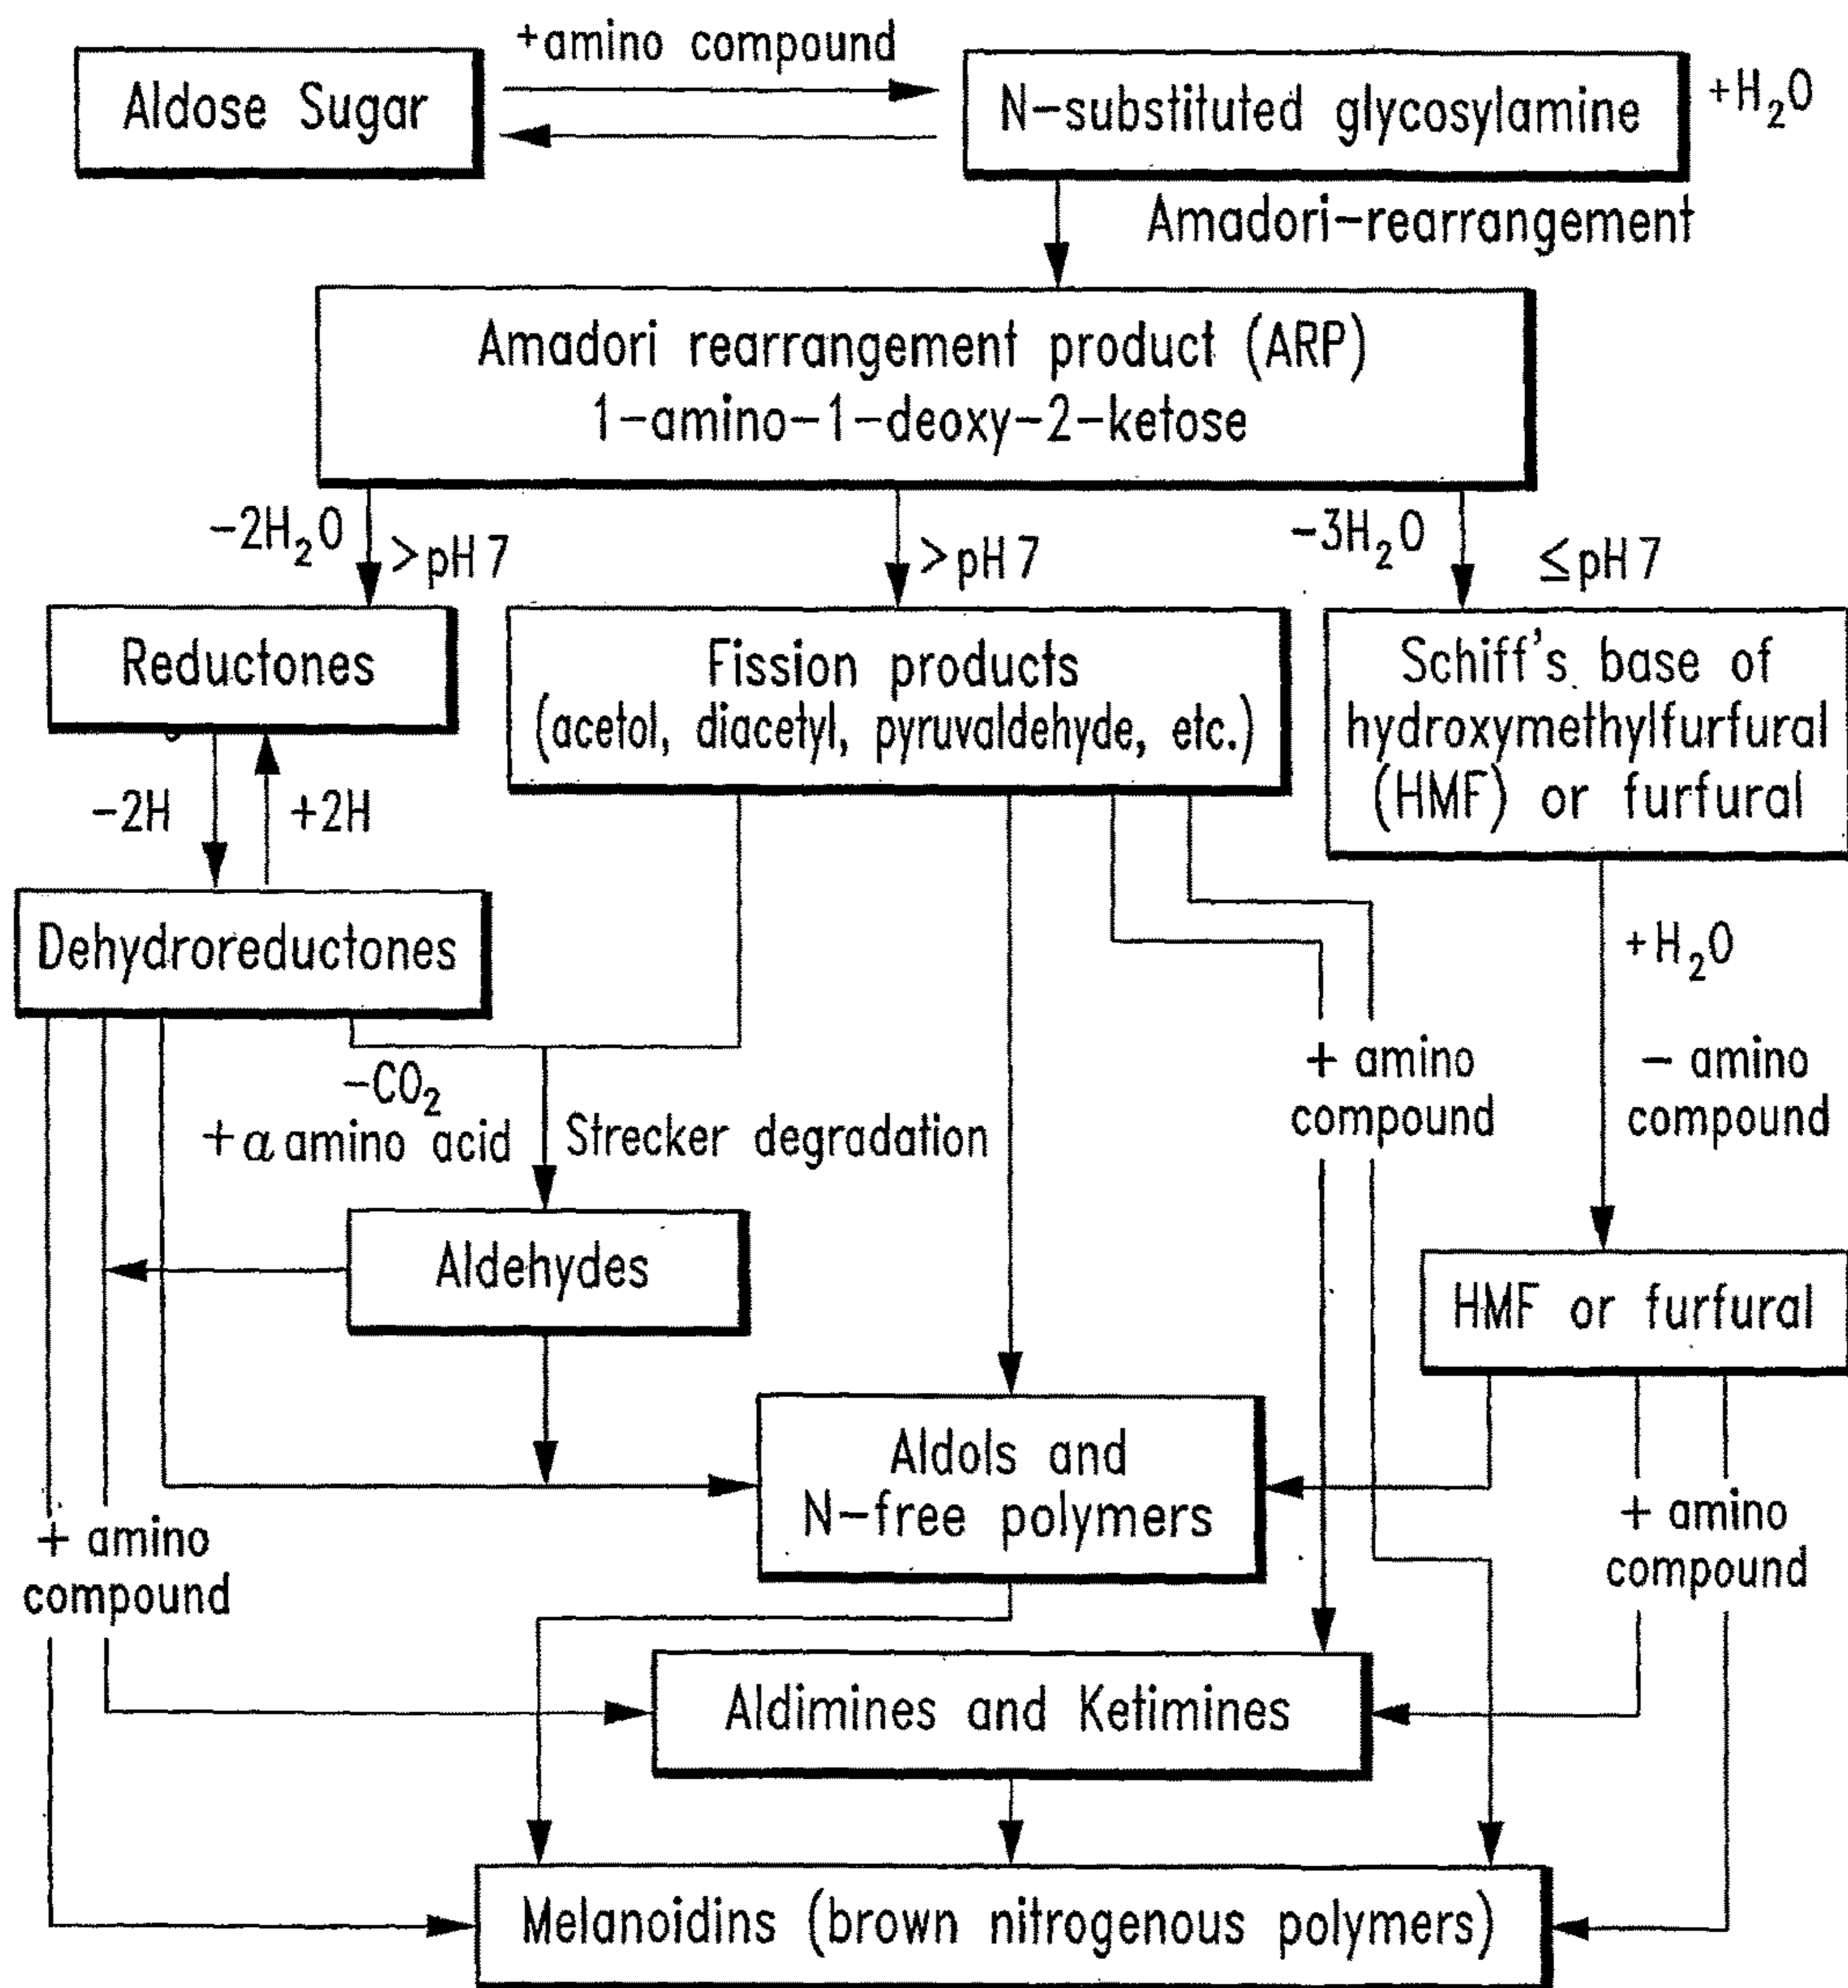 +amino compound
Aldose Sugar
N-substituted glycosylamine
+H₂O
Amadori-rearrangement
Amadori rearrangement product (ARP)
1-amino-1-deoxy-2-ketose
-2H₂O
>pH 7
>pH 7
-3H₂O
≤pH 7
Reductones
Fission products
(acetol, diacetyl, pyruvaldehyde, etc.)
Schiff's base of
hydroxymethylfurfural
(HMF) or furfural
-2H
+2H
Dehydroreductones
+H₂O
-CO₂
+α amino acid
Strecker degradation
+ amino
compound
- amino
compound
Aldehydes
HMF or furfural
Aldols and
N-free polymers
+ amino
compound
+ amino
compound
Aldimines and Ketimines
Melanoidins (brown nitrogenous polymers)